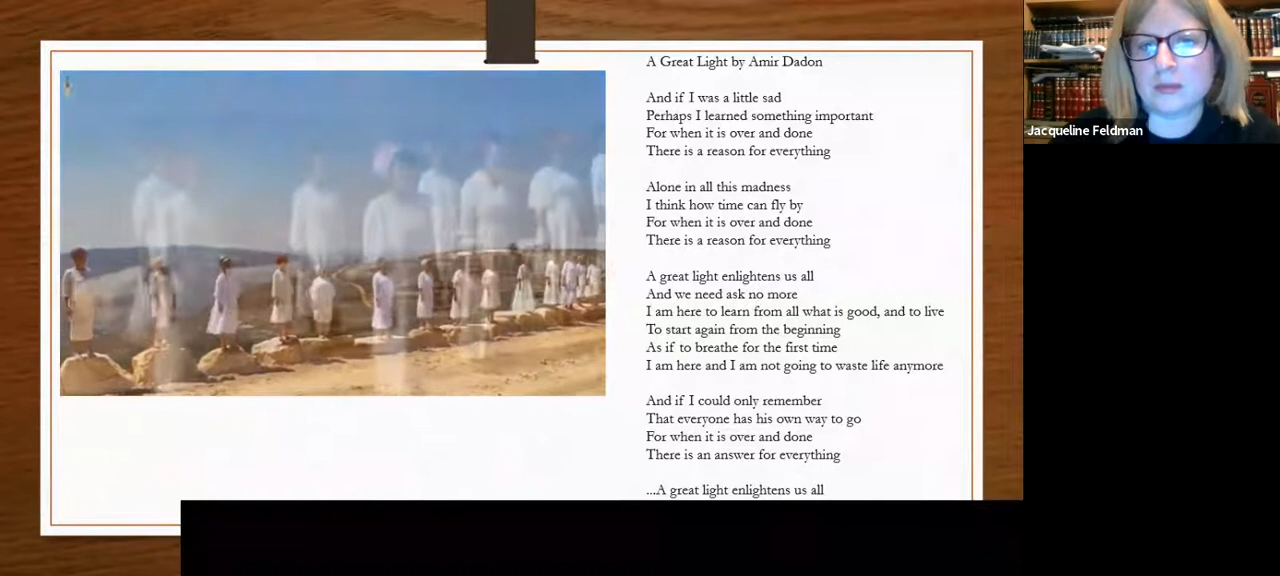 A Great Light by Amir Dadon
And if I was a little sad
Perhaps I learned something important
For when it is over and done
There is a reason for everything
Alone in all this madness
I think how time can fly by
For when it is over and done
There is a reason for everything
A great light enlightens us all
And we need ask no more
I am here to learn from all what is good, and to live
To start again from the beginning
As if to breathe for the first time
I am here and I am not going to waste life anymore
And if I could only remember
That everyone has his own way to go
For when it is over and done
There is an answer for everything
...A great light enlightens us all
Jacqueline Feldman